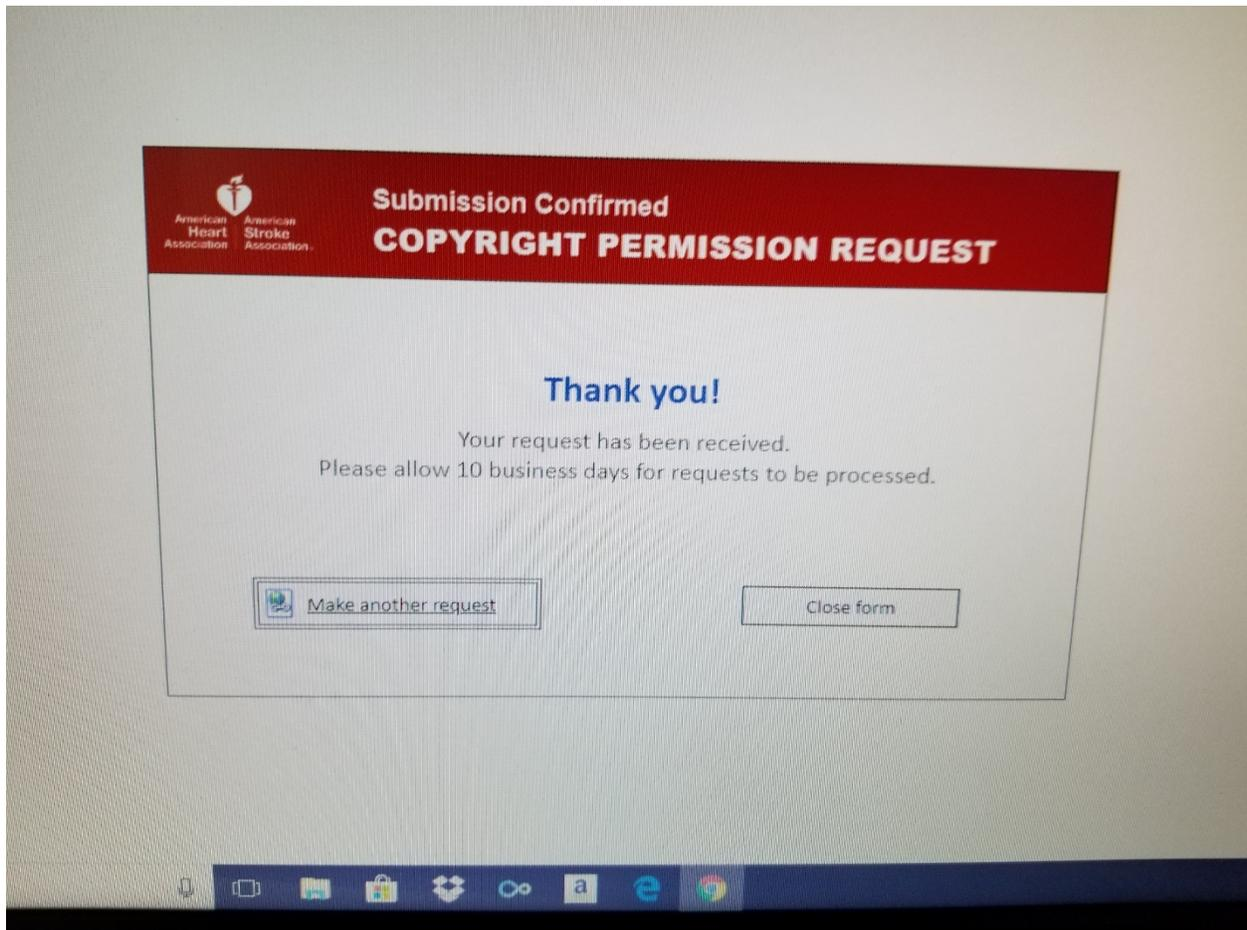 Submission Confirmed
COPYRIGHT PERMISSION REQUEST
American
Heart
Association
American
Stroke
Association
Thank you!
Your request has been received.
Please allow 10 business days for requests to be processed.
Make another request
Close form
a